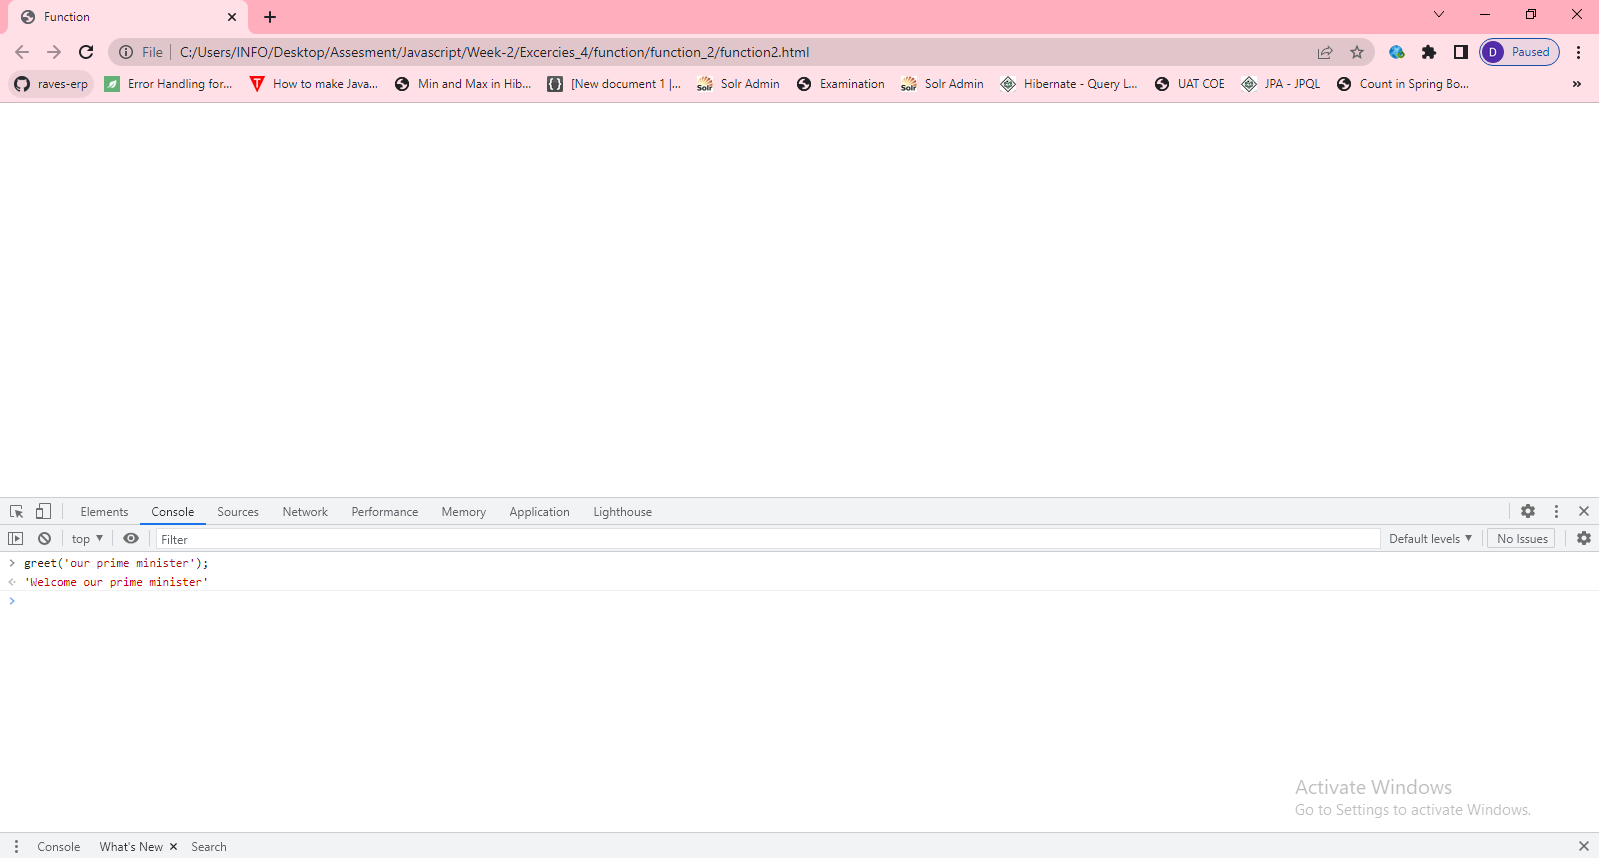 Function
File C:/Users/INFO/Desktop/Assesment/Javascript/Week-2/Excercies_4/function/function_2/function2.html D Paused
raves-erp Error Handling for... How to make Java... Min and Max in Hib... [New document 1 |... Solr Admin Examination Solr Admin Hibernate - Query L... UAT COE JPA - JPQL Count in Spring Bo... »
Elements Console Sources Network Performance Memory Application Lighthouse
top Filter Default levels No Issues
greet('our prime minister');
'Welcome our prime minister'
Activate Windows
Go to Settings to activate Windows.
Console What's New Search